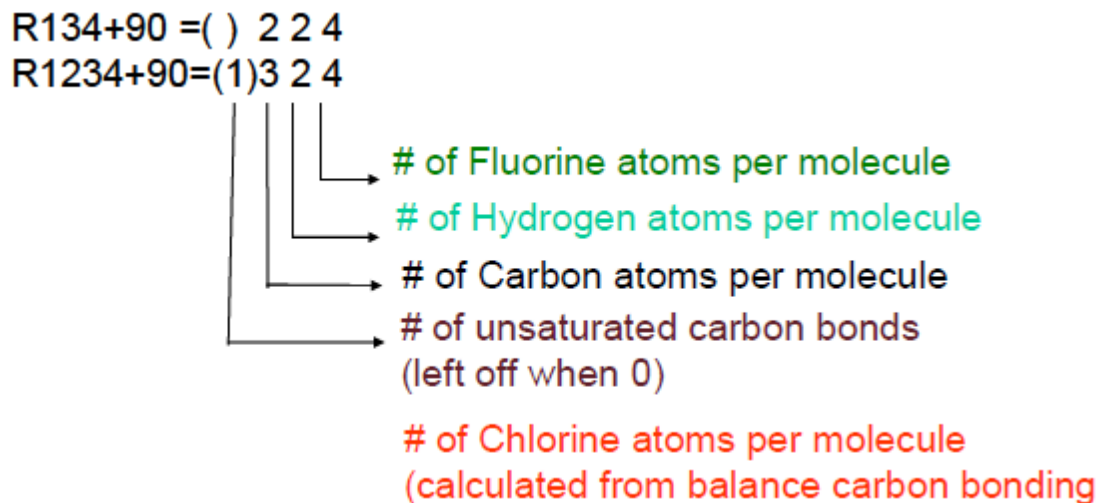 R134+90 =( ) 2 2 4
R1234+90=(1)3 2 4
# of Fluorine atoms per molecule
# of Hydrogen atoms per molecule
# of Carbon atoms per molecule
# of unsaturated carbon bonds
(left off when 0)
# of Chlorine atoms per molecule
(calculated from balance carbon bonding